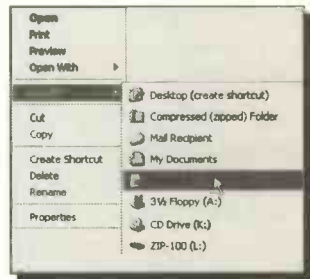 Open
Print
Preview
Open With
Desktop (create shortcut)
Compressed (zipped) Folder
Mail Recipient
My Documents
3½ Floppy (A:)
CD Drive (K:)
ZIP-100 (L:)
Cut
Copy
Create Shortcut
Delete
Rename
Properties